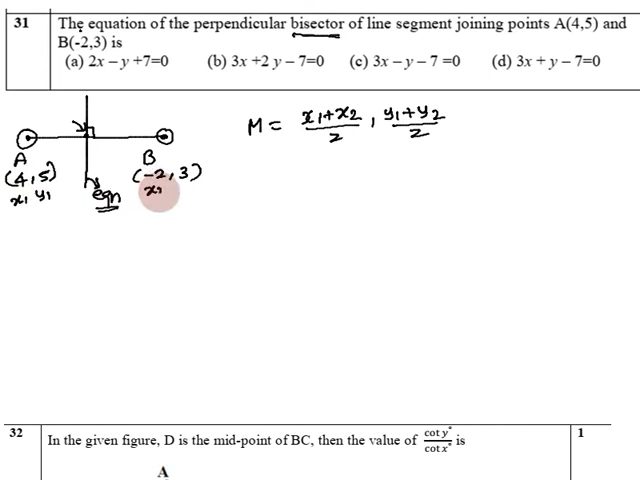 31 The equation of the perpendicular bisector of line segment joining points A(4,5) and
B(-2,3) is
(a) 2x – y +7=0 (b) 3x +2 y – 7=0 (c) 3x – y – 7 =0 (d) 3x + y – 7=0
M = x1+x2/2 , y1+y2/2
A B
(4,5) (-2,3)
x1 y1 eqn x2
32 In the given figure, D is the mid-point of BC, then the value of cot y°/cot x° is 1
A